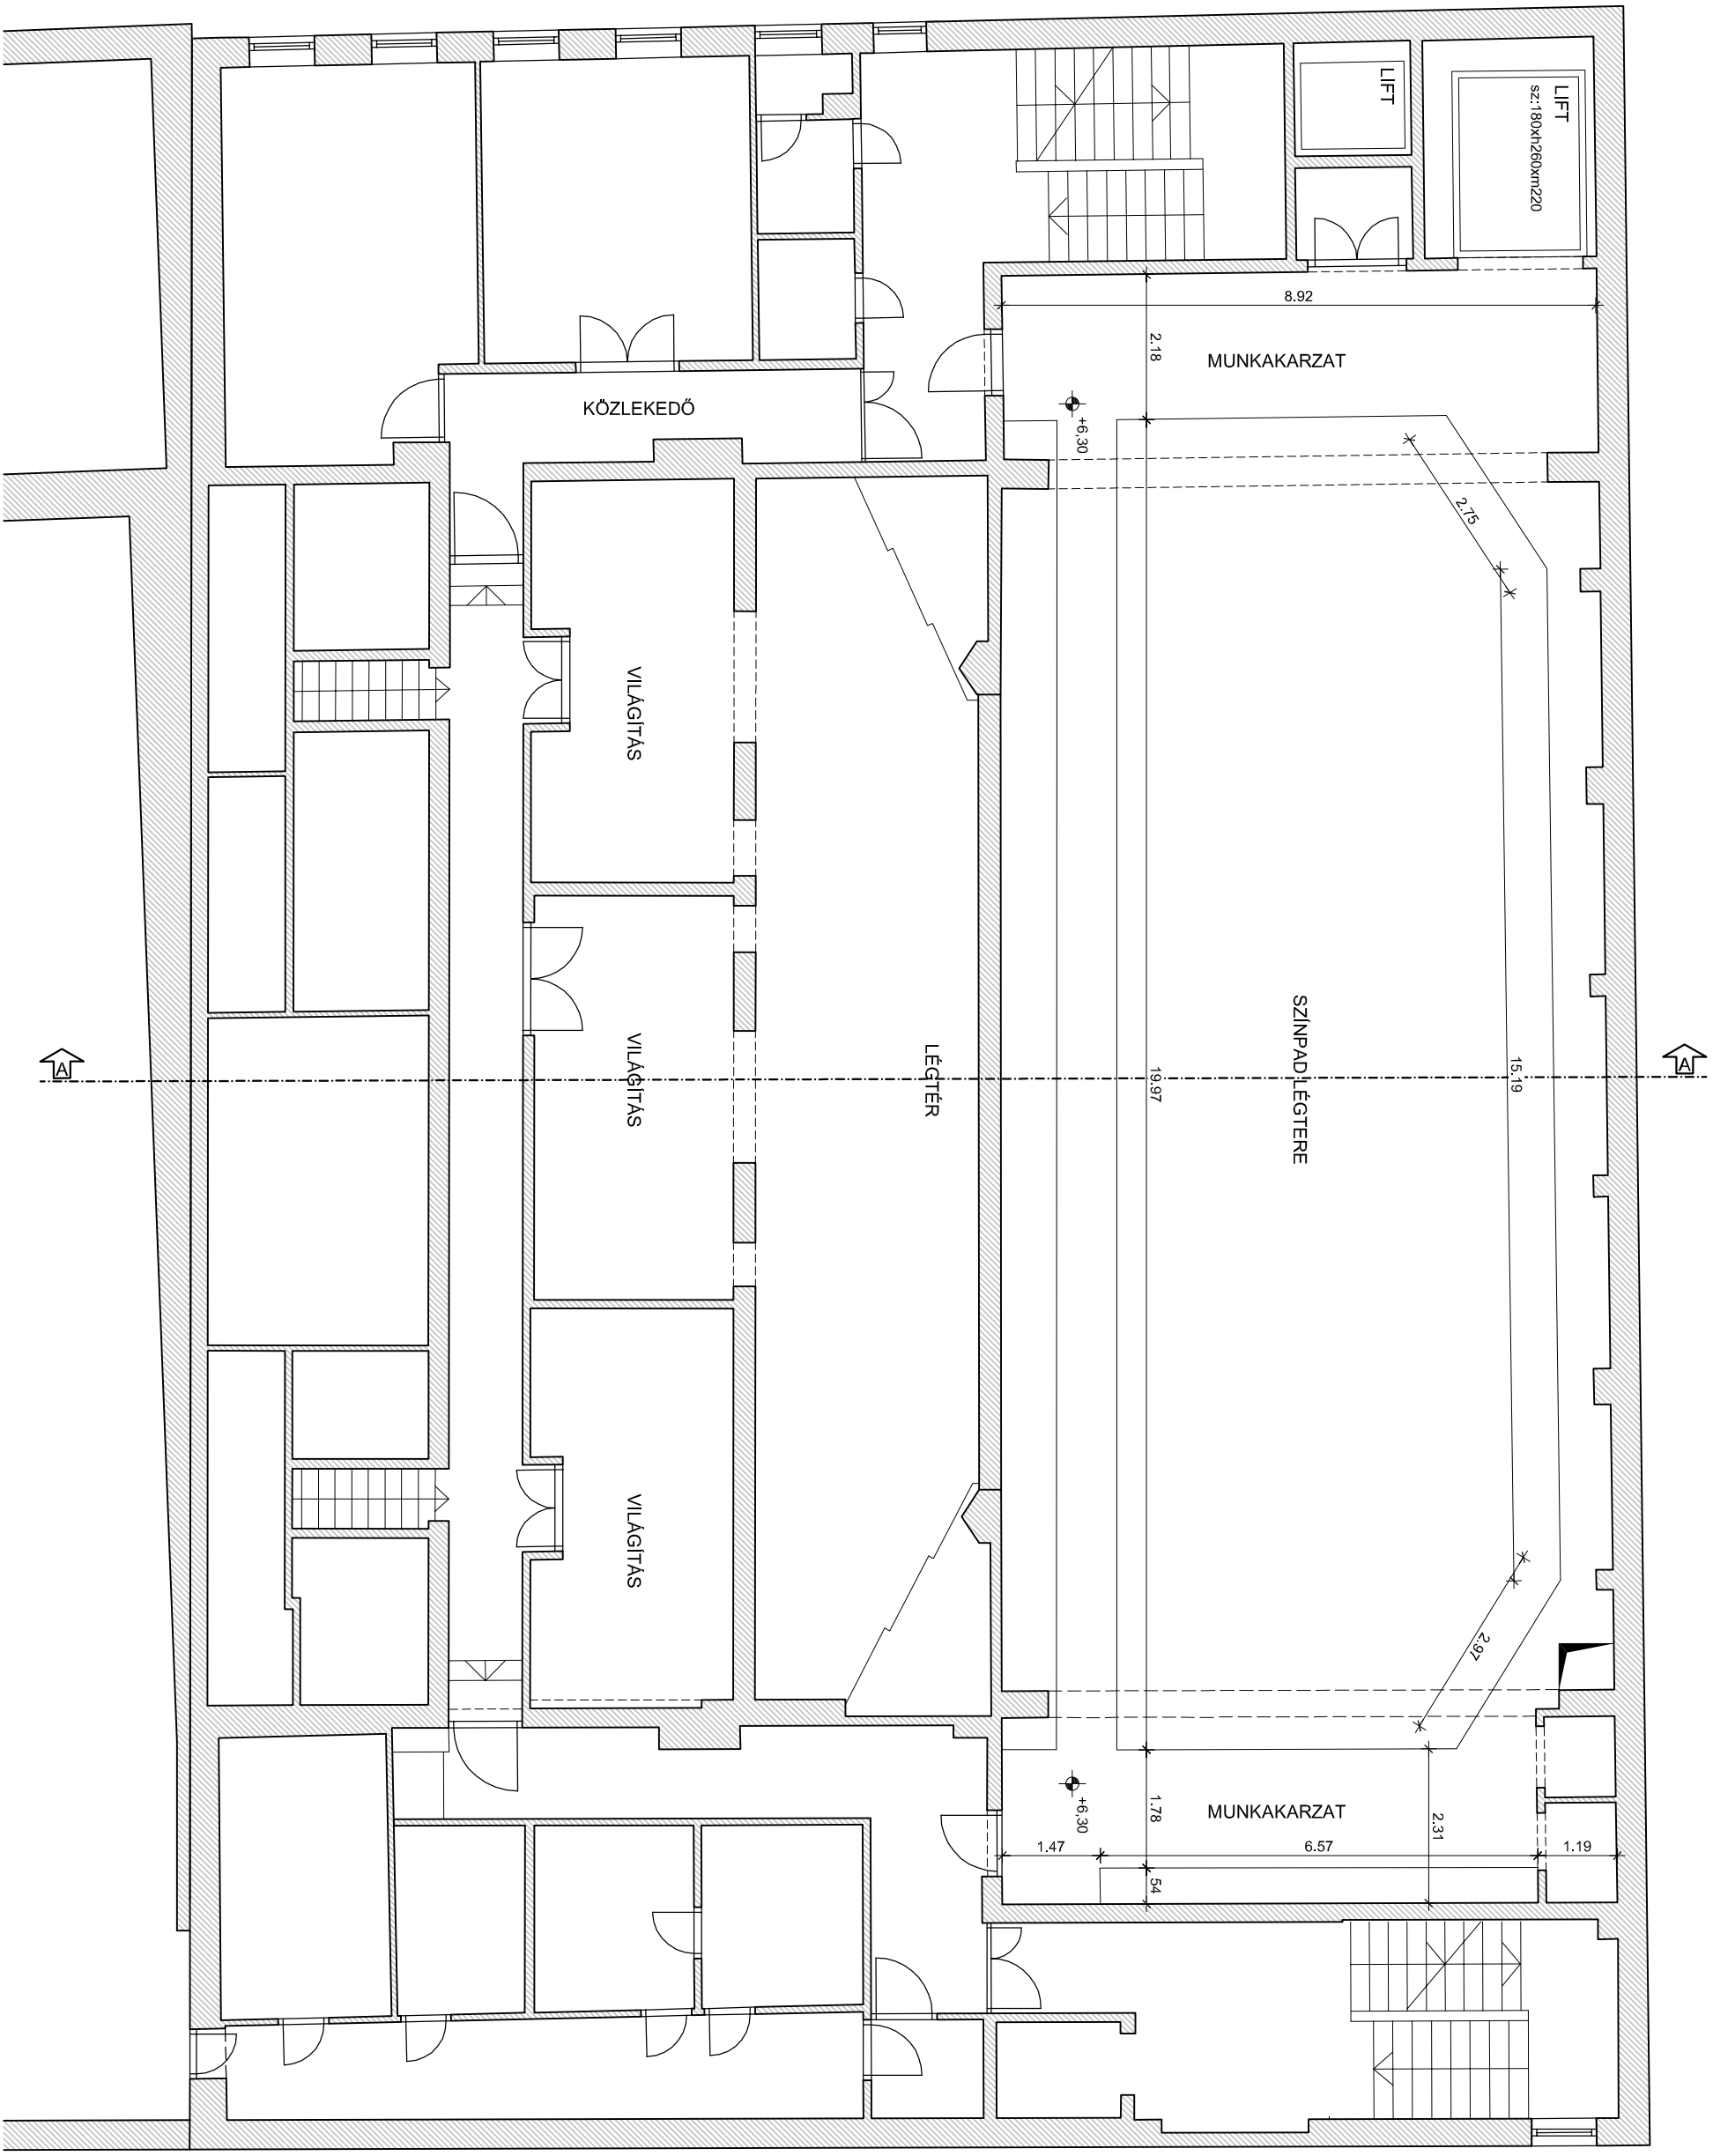 LIFT
LIFT
sz:180xh260xm220
8.92
2.18
MUNKAKARZAT
KÖZLEKEDŐ
+6,30
2.75
VILÁGÍTÁS
VILÁGÍTÁS
VILÁGÍTÁS
LÉGTÉR
19.97
SZÍNPAD LÉGTERE
15.19
A
A
2.97
+6,30
1.78
MUNKAKARZAT
2.31
1.47
6.57
1.19
54